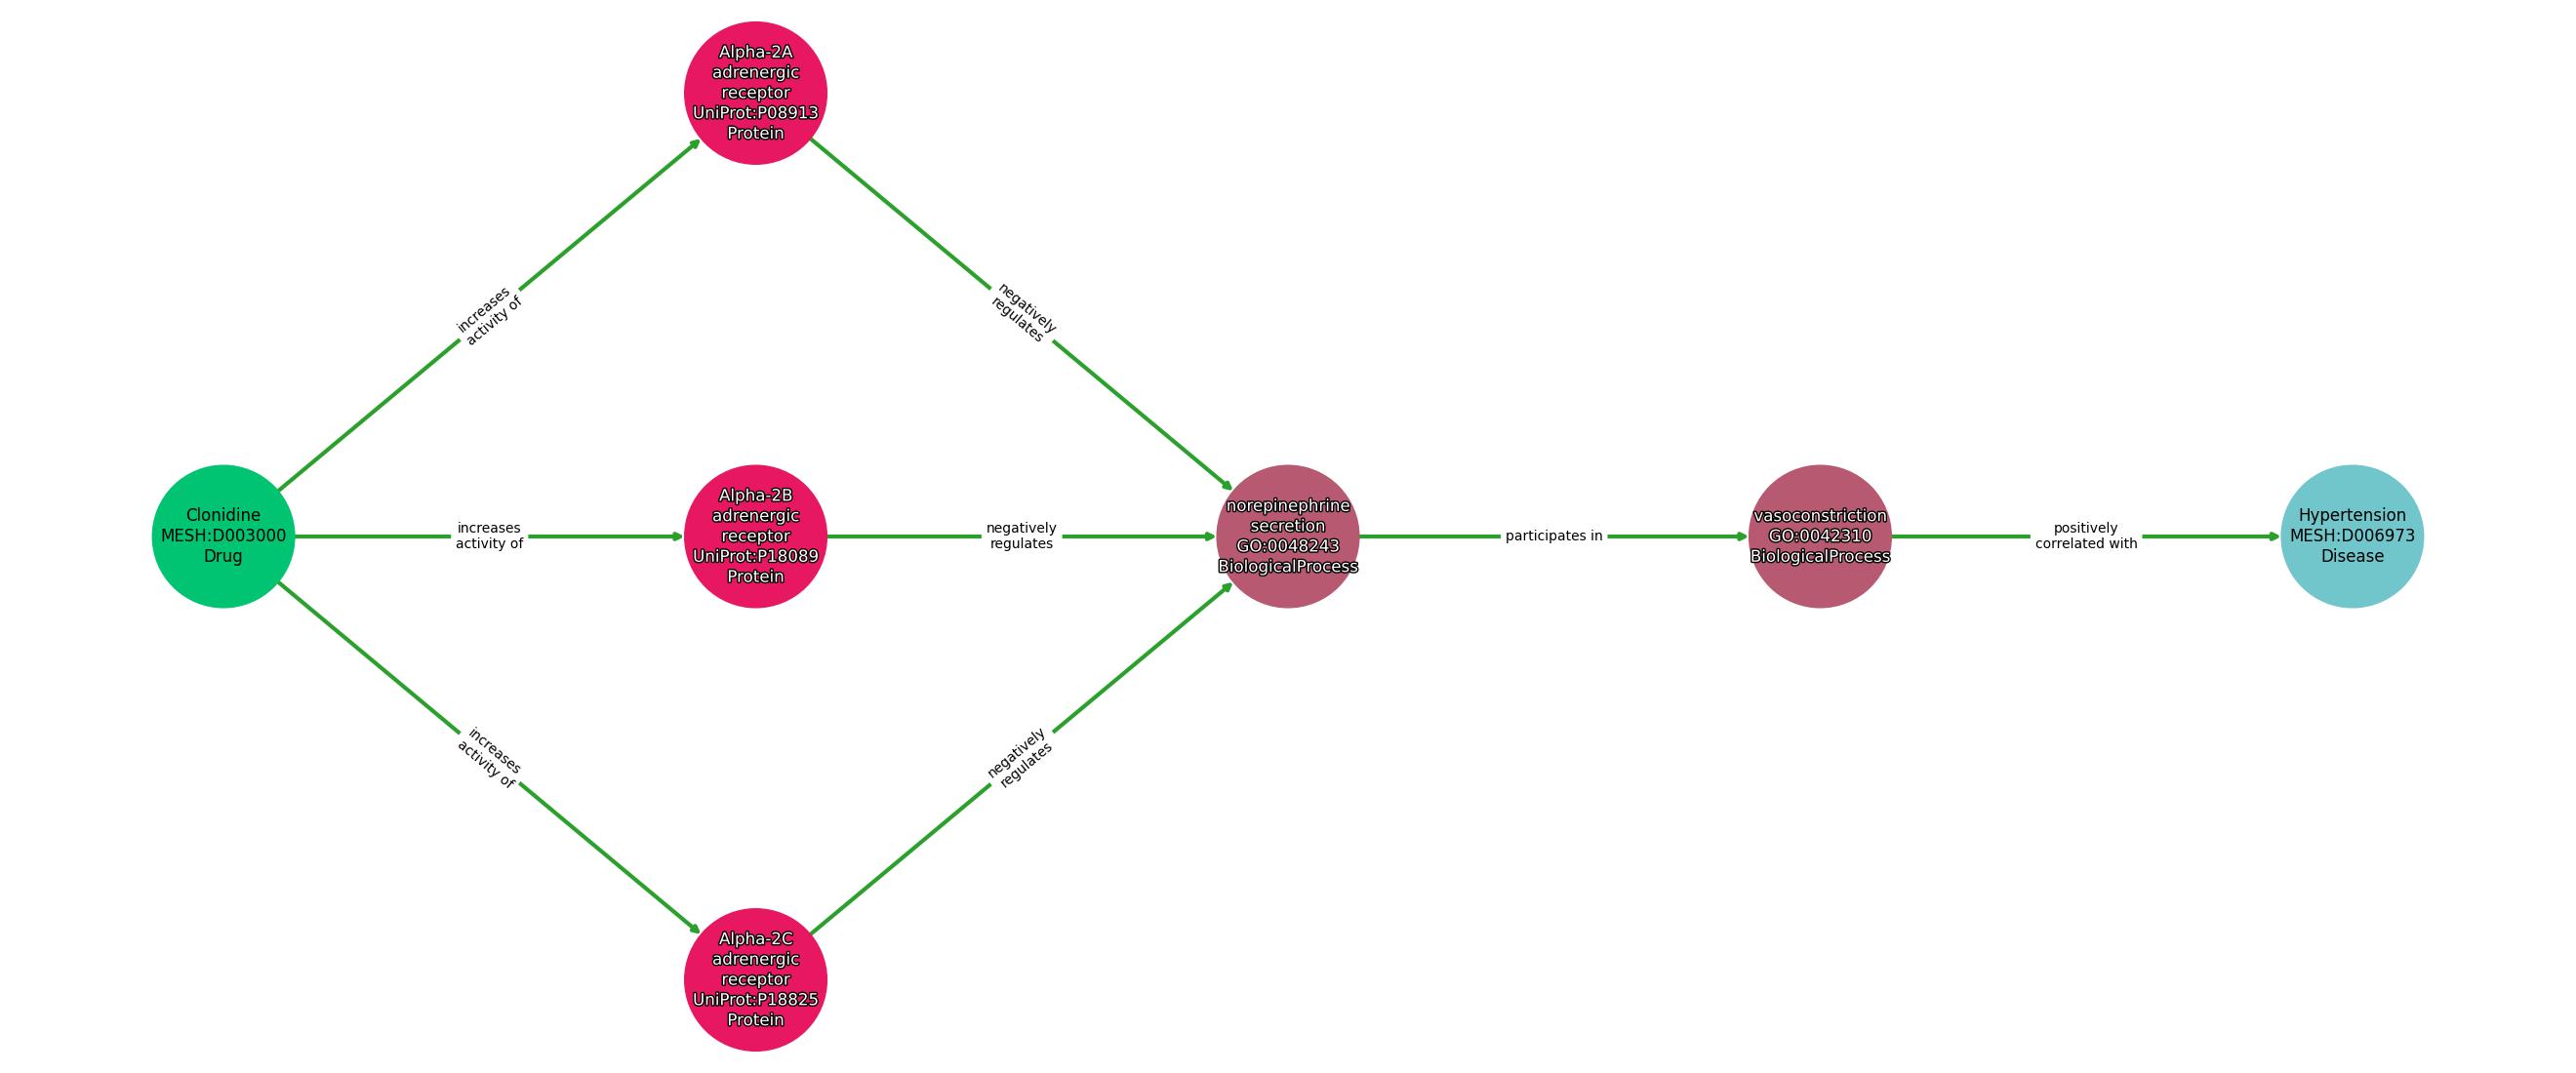 Alpha-2A
adrenergic
receptor
UniProt:P08913
Protein
increases
activity of
negatively
regulates
Clonidine
MESH:D003000
Drug
increases
activity of
Alpha-2B
adrenergic
receptor
UniProt:P18089
Protein
negatively
regulates
norepinephrine
secretion
GO:0048243
BiologicalProcess
participates in
vasoconstriction
GO:0042310
BiologicalProcess
positively
correlated with
Hypertension
MESH:D006973
Disease
increases
activity of
negatively
regulates
Alpha-2C
adrenergic
receptor
UniProt:P18825
Protein